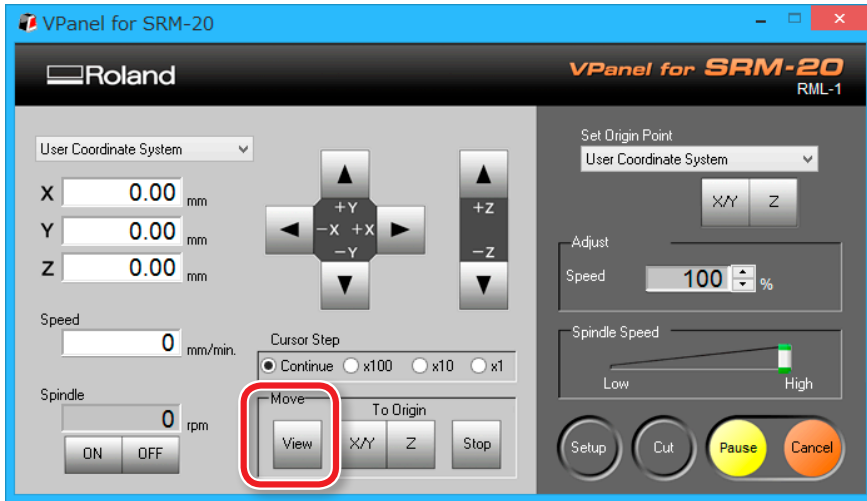 VPanel for SRM-20
Roland
VPanel for SRM-20
RML-1
User Coordinate System
X 0.00 mm
Y 0.00 mm
Z 0.00 mm
Speed
0 mm/min.
Spindle
0 rpm
ON OFF
+Y
-X +X
-Y
+Z
-Z
Cursor Step
Continue x100 x10 x1
Move
To Origin
View X/Y Z Stop
Set Origin Point
User Coordinate System
X/Y Z
Adjust
Speed 100 %
Spindle Speed
Low High
Setup Cut Pause Cancel